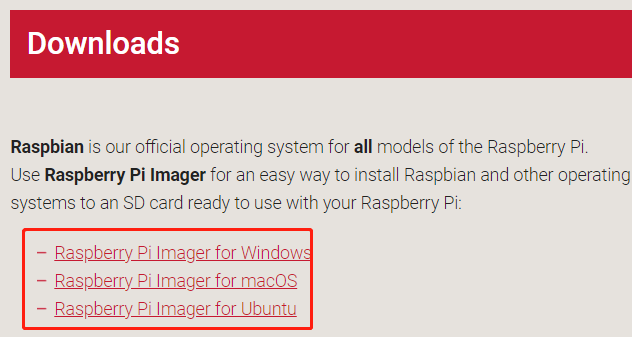 Downloads
Raspbian is our official operating system for all models of the Raspberry Pi.
Use Raspberry Pi Imager for an easy way to install Raspbian and other operating
systems to an SD card ready to use with your Raspberry Pi:
– Raspberry Pi Imager for Windows
– Raspberry Pi Imager for macOS
– Raspberry Pi Imager for Ubuntu